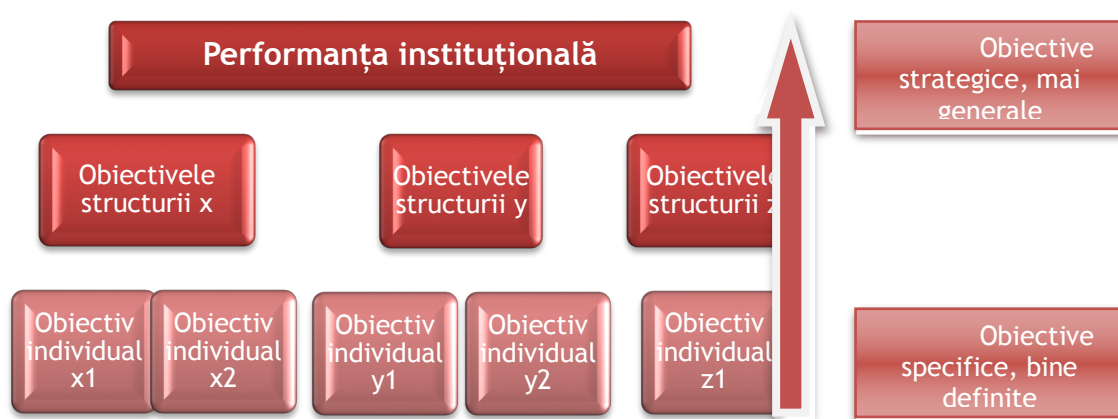 Performanța instituțională
Obiective
strategice, mai
generale
Obiectivele
structurii x
Obiectivele
structurii y
Obiectivele
structurii z
Obiectiv
individual
x1
Obiectiv
individual
x2
Obiectiv
individual
y1
Obiectiv
individual
y2
Obiectiv
individual
z1
Obiective
specifice, bine
definite